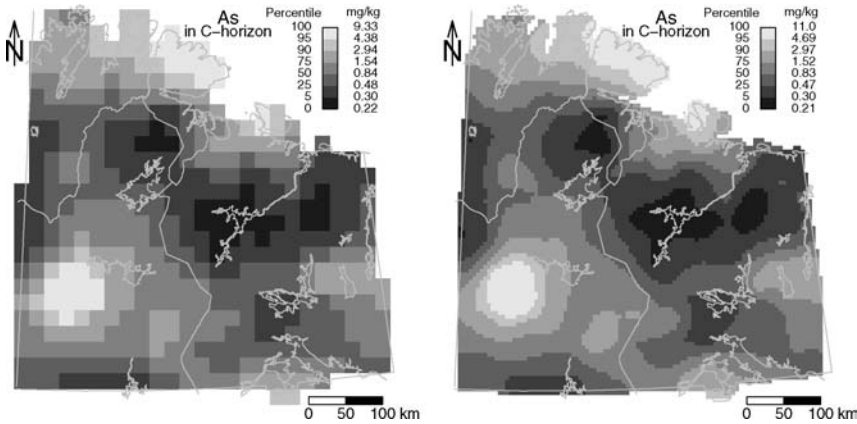 As
in C-horizon
Percentile mg/kg
100 9.33
95 4.38
90 2.94
75 1.54
50 0.84
25 0.48
5 0.30
0 0.22
N
0 50 100 km
As
in C-horizon
Percentile mg/kg
100 11.0
95 4.69
90 2.97
75 1.52
50 0.83
25 0.47
5 0.30
0 0.21
N
0 50 100 km